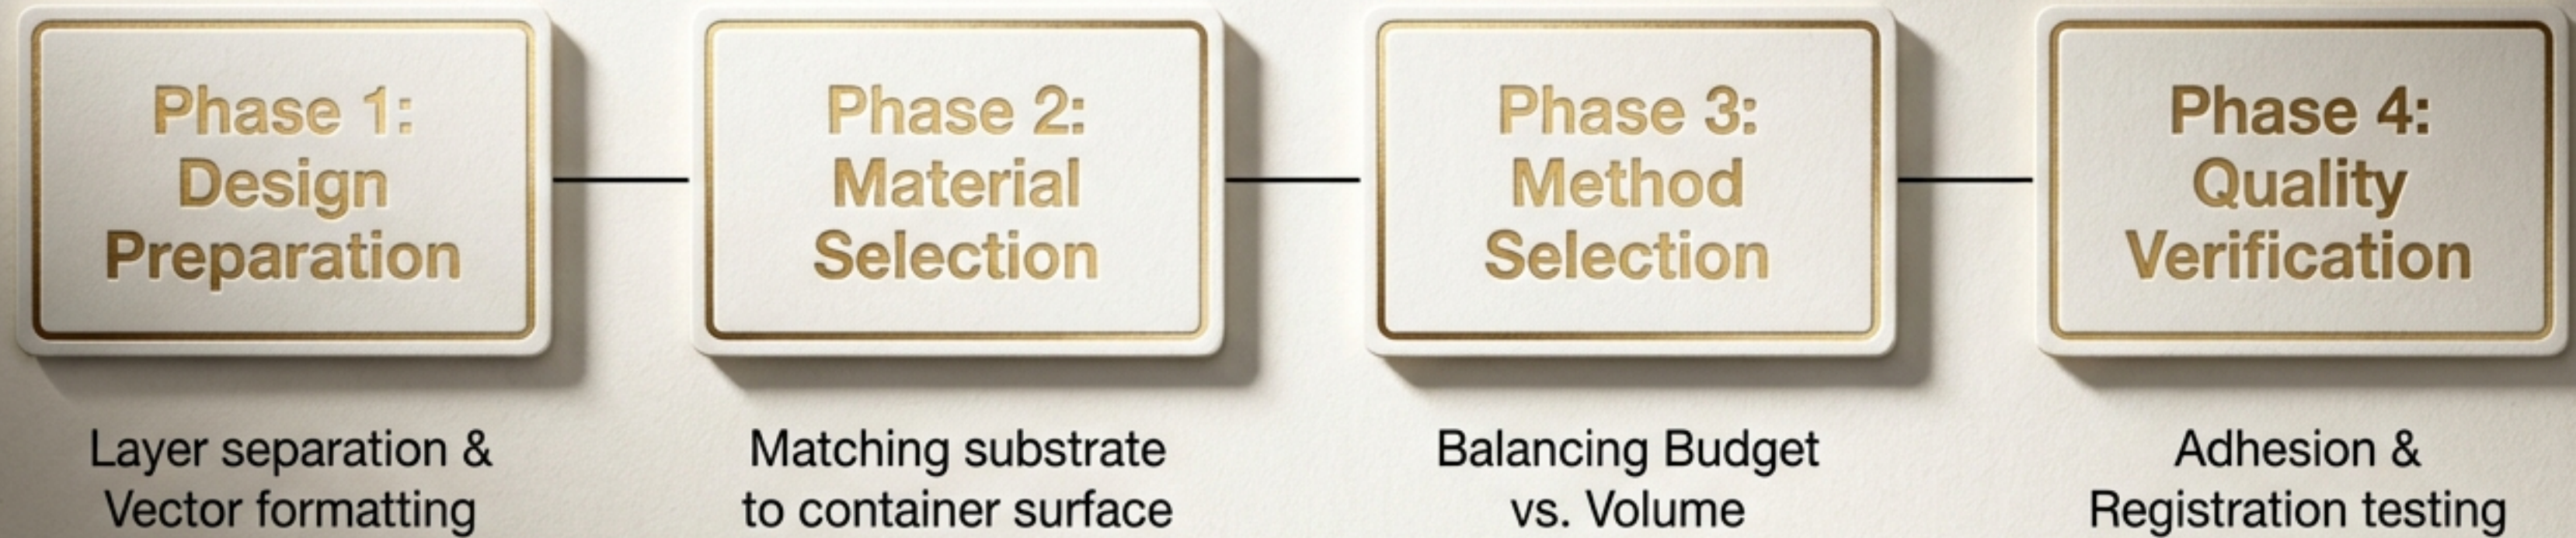 Phase 1:
Design
Preparation
Layer separation &
Vector formatting
Phase 2:
Material
Selection
Matching substrate
to container surface
Phase 3:
Method
Selection
Balancing Budget
vs. Volume
Phase 4:
Quality
Verification
Adhesion &
Registration testing